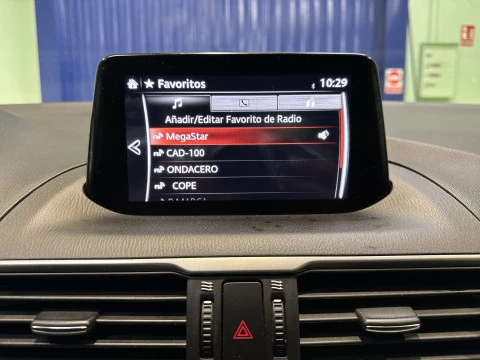 Favoritos 10:29
Añadir/Editar Favorito de Radio
MegaStar
CAD-100
ONDACERO
COPE